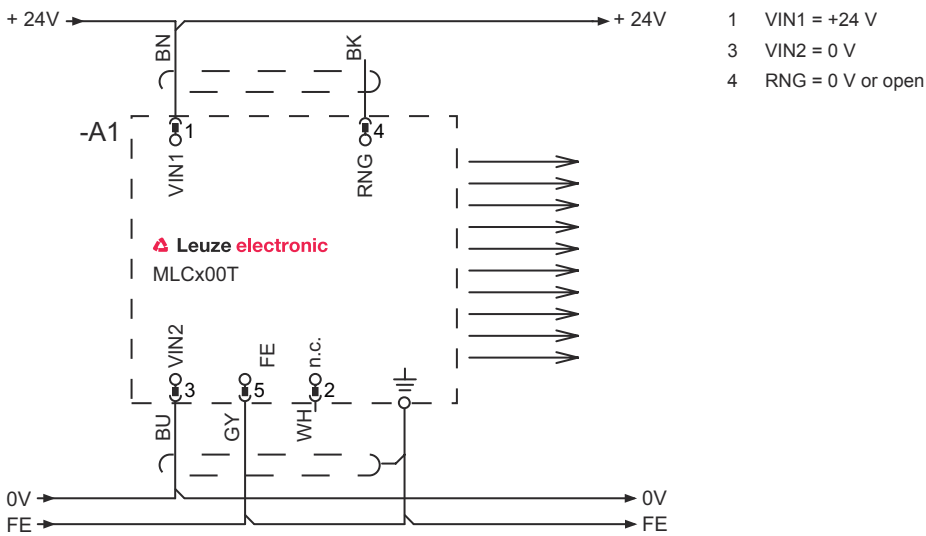 + 24V
+ 24V
1 VIN1 = +24 V
3 VIN2 = 0 V
4 RNG = 0 V or open
BN
BK
-A1
1
4
VIN1
RNG
Leuze electronic
MLCx00T
VIN2
FE
n.c.
3
5
2
BU
GY
WH
0V
0V
FE
FE